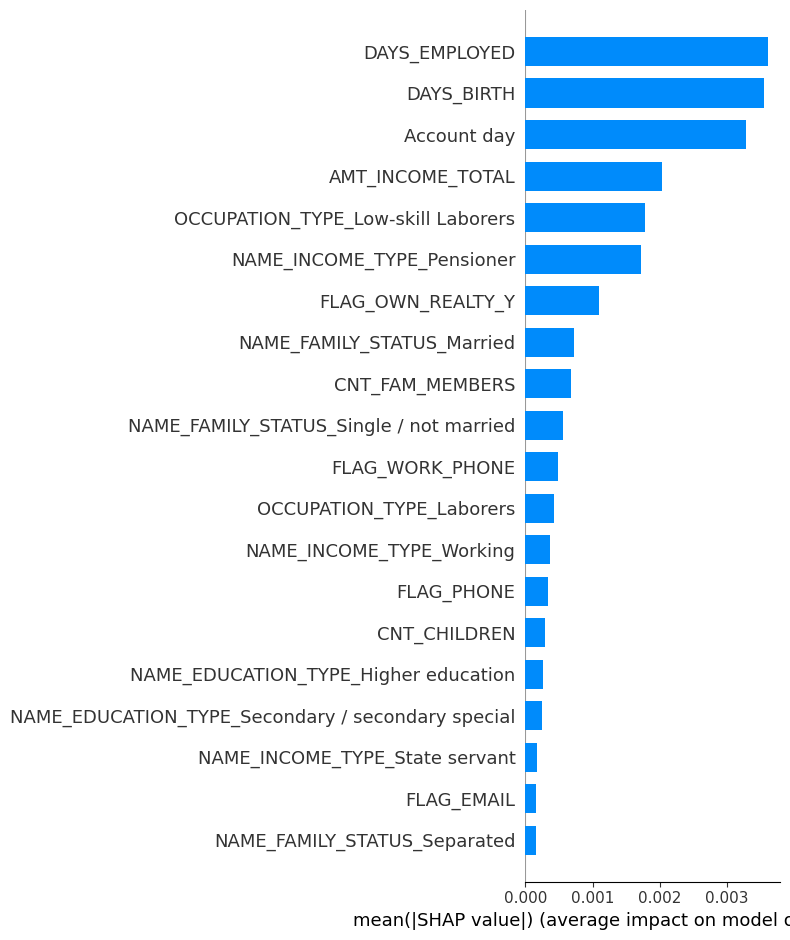 DAYS_EMPLOYED
DAYS_BIRTH
Account day
AMT_INCOME_TOTAL
OCCUPATION_TYPE_Low-skill Laborers
NAME_INCOME_TYPE_Pensioner
FLAG_OWN_REALTY_Y
NAME_FAMILY_STATUS_Married
CNT_FAM_MEMBERS
NAME_FAMILY_STATUS_Single / not married
FLAG_WORK_PHONE
OCCUPATION_TYPE_Laborers
NAME_INCOME_TYPE_Working
FLAG_PHONE
CNT_CHILDREN
NAME_EDUCATION_TYPE_Higher education
NAME_EDUCATION_TYPE_Secondary / secondary special
NAME_INCOME_TYPE_State servant
FLAG_EMAIL
NAME_FAMILY_STATUS_Separated
0.000 0.001 0.002 0.003
mean(|SHAP value|) (average impact on model